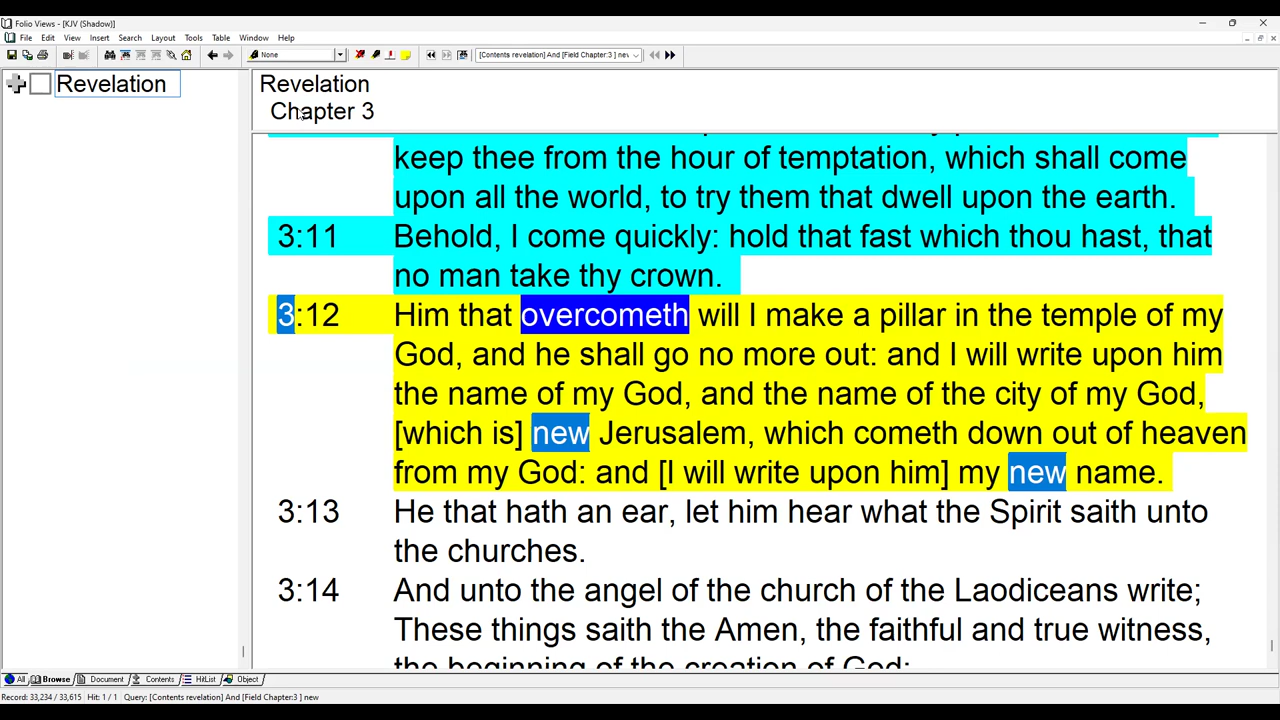 Folio Views - [KJV (Shadow)]
File Edit View Insert Search Layout Tools Table Window Help
None
[Contents revelation] And [Field Chapter:3 ] nev
Revelation
Revelation
Chapter 3
keep thee from the hour of temptation, which shall come
upon all the world, to try them that dwell upon the earth.
3:11 Behold, I come quickly: hold that fast which thou hast, that
no man take thy crown.
3:12 Him that overcometh will I make a pillar in the temple of my
God, and he shall go no more out: and I will write upon him
the name of my God, and the name of the city of my God,
[which is] new Jerusalem, which cometh down out of heaven
from my God: and [I will write upon him] my new name.
3:13 He that hath an ear, let him hear what the Spirit saith unto
the churches.
3:14 And unto the angel of the church of the Laodiceans write;
These things saith the Amen, the faithful and true witness,
the beginning of the creation of God;
All Browse Document Contents HitList Object
Record: 33,234 / 33,615 Hit: 1 / 1 Query: [Contents revelation] And [Field Chapter:3 ] new